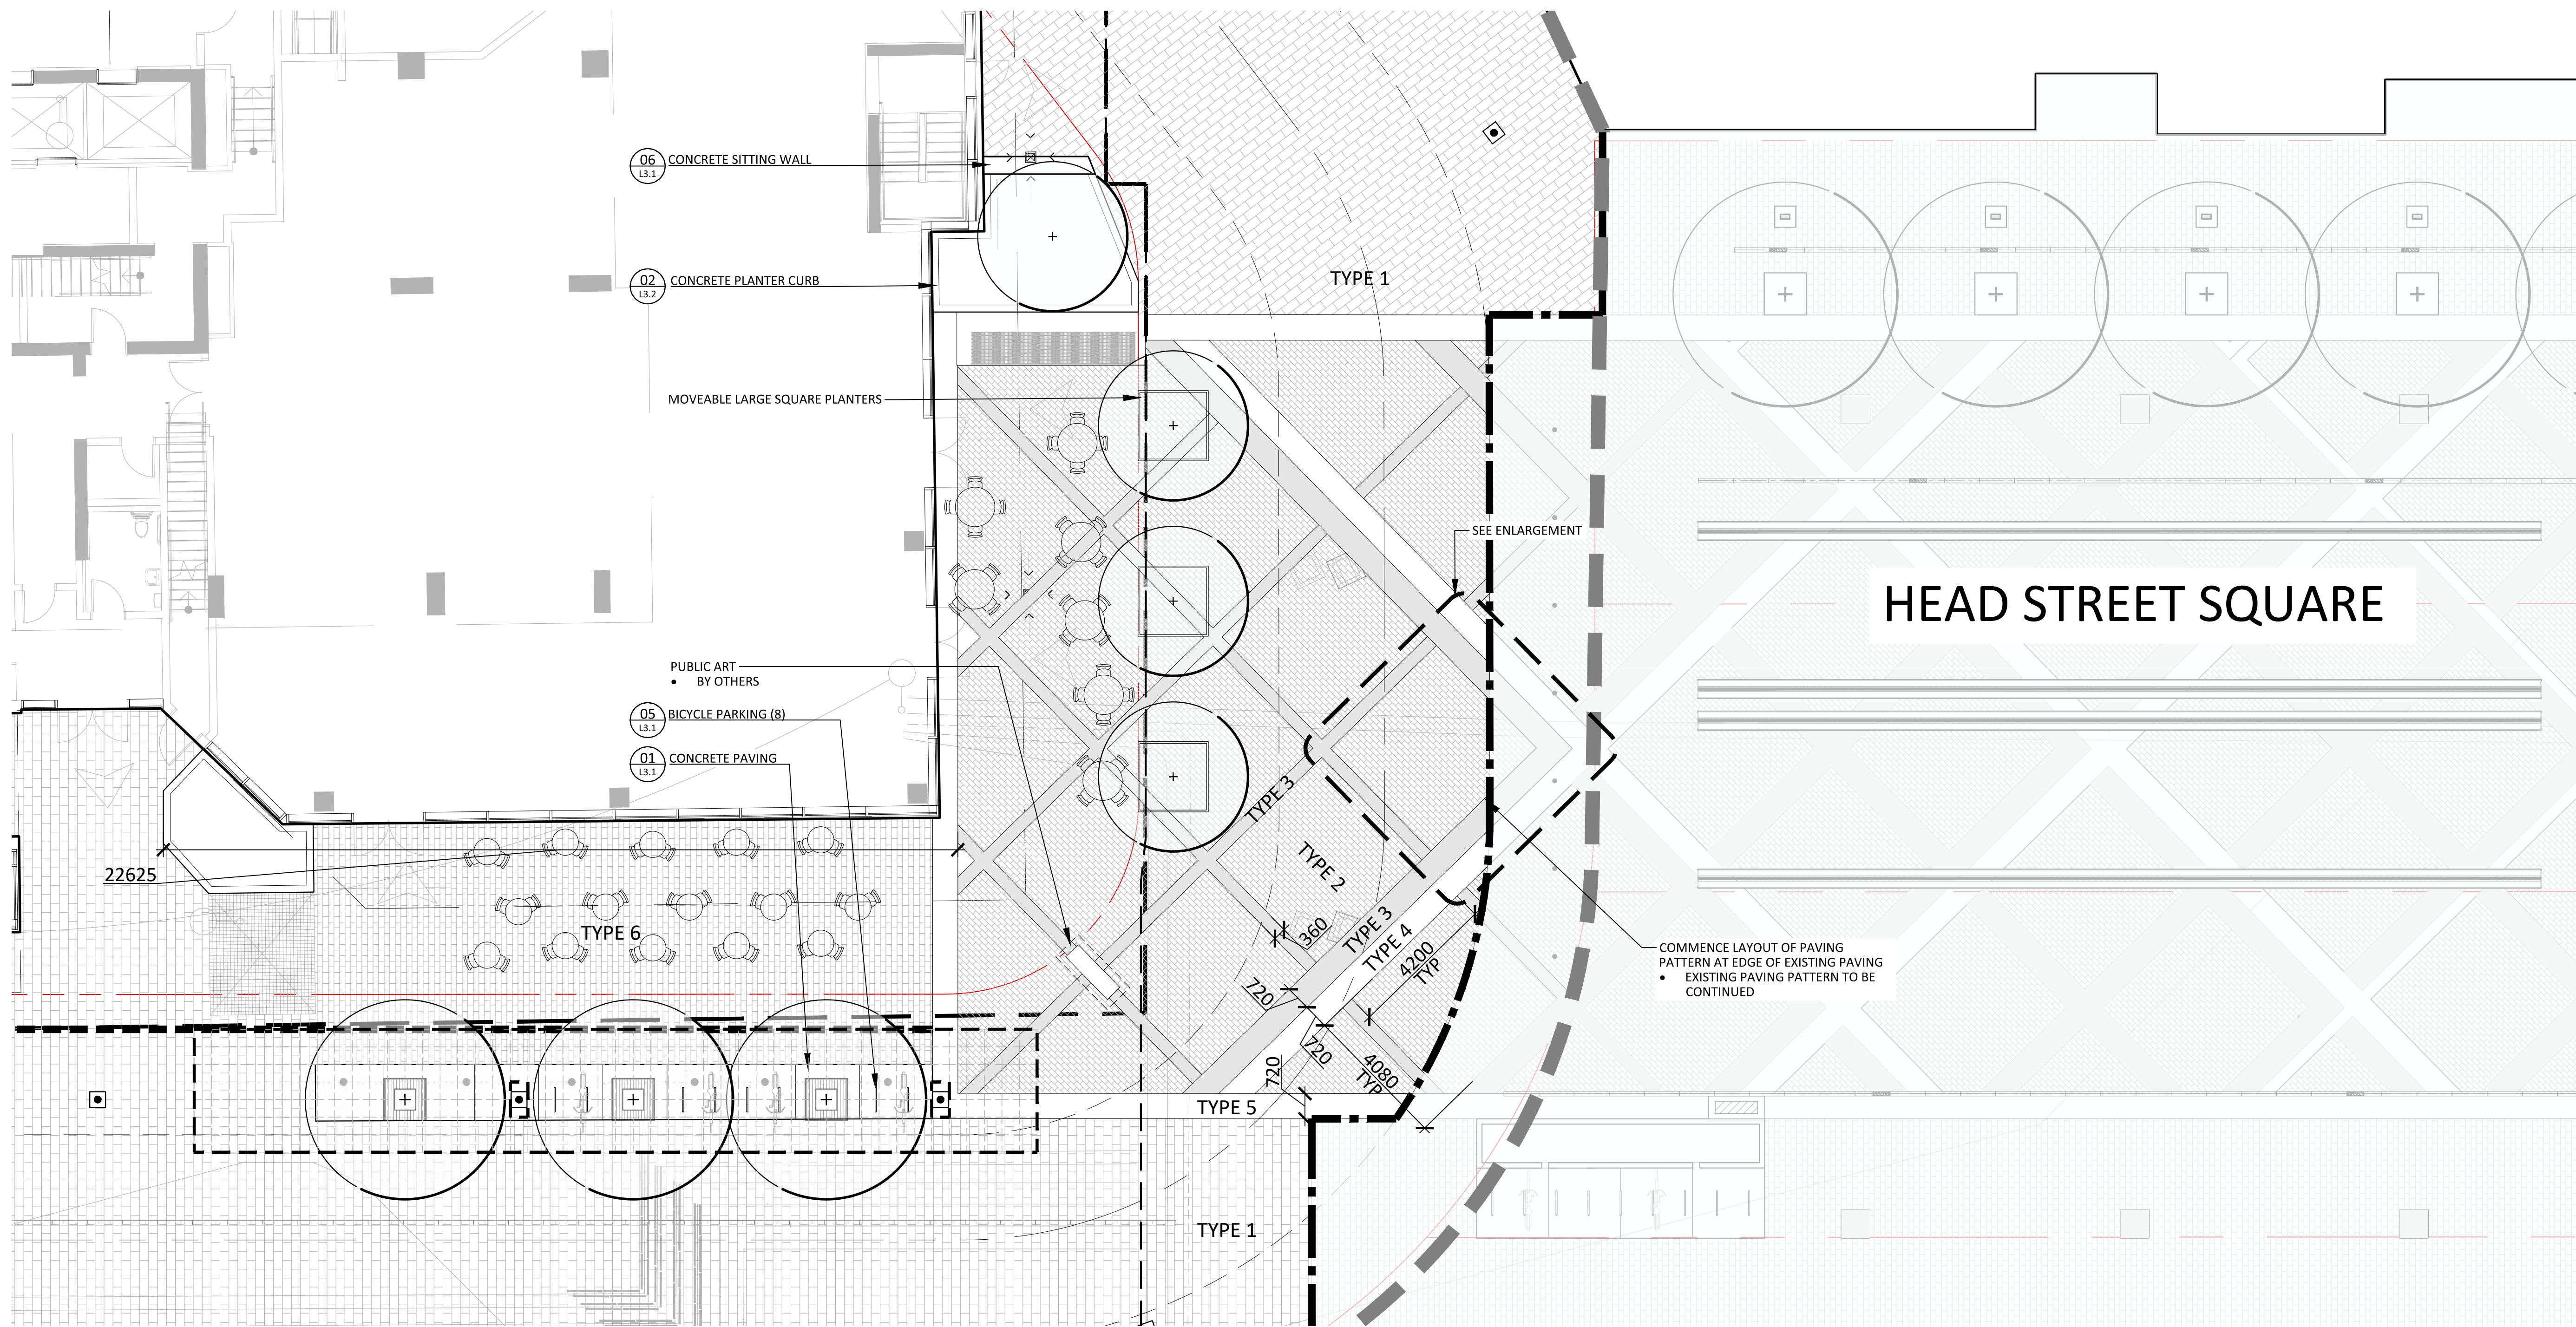 06 CONCRETE SITTING WALL
L3.1
02 CONCRETE PLANTER CURB
L3.2
TYPE 1
MOVEABLE LARGE SQUARE PLANTERS
SEE ENLARGEMENT
HEAD STREET SQUARE
PUBLIC ART
• BY OTHERS
05 BICYCLE PARKING (8)
L3.1
01 CONCRETE PAVING
L3.1
TYPE 3
TYPE 2
22625
TYPE 6
360
TYPE 3
TYPE 4
4200
TYP
COMMENCE LAYOUT OF PAVING
PATTERN AT EDGE OF EXISTING PAVING
• EXISTING PAVING PATTERN TO BE
CONTINUED
720
720
4080
TYP
720
TYPE 5
TYPE 1